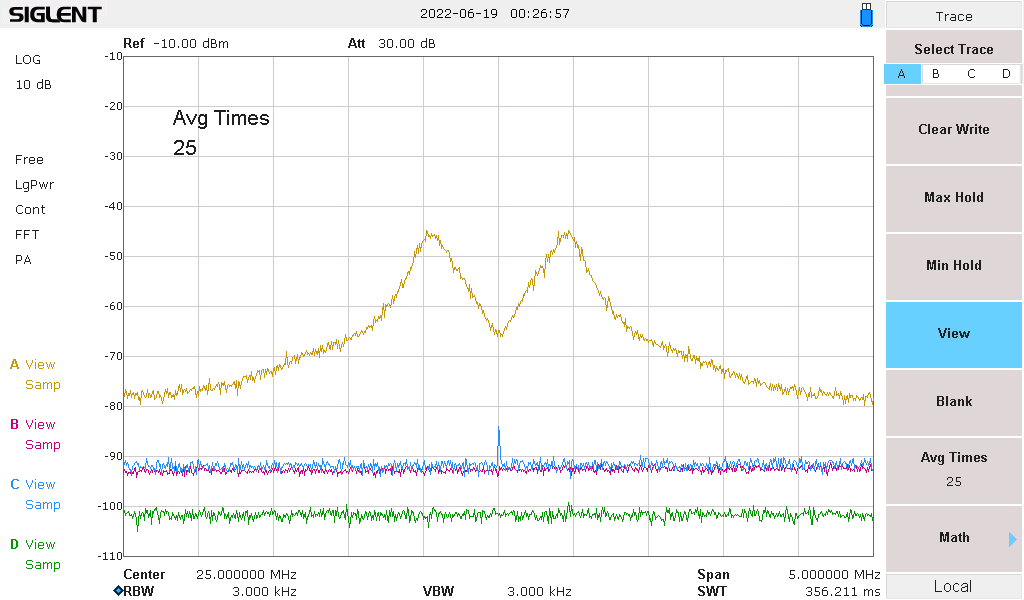 SIGLENT 2022-06-19 00:26:57 Trace
Ref -10.00 dBm Att 30.00 dB
Select Trace
A B C D
LOG
10 dB
Free
LgPwr
Cont
FFT
PA
A View
Samp
B View
Samp
C View
Samp
D View
Samp
-10
-20
-30
-40
-50
-60
-70
-80
-90
-100
-110
Avg Times
25
Clear Write
Max Hold
Min Hold
View
Blank
Avg Times
25
Math
Center 25.000000 MHz Span 5.000000 MHz
RBW 3.000 kHz VBW 3.000 kHz SWT 356.211 ms
Local